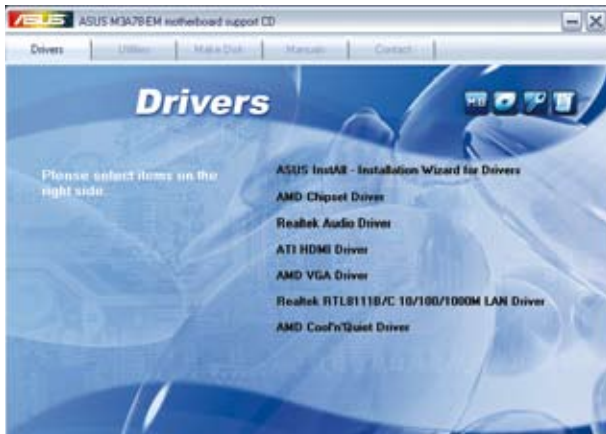 ASUS M3A78-EM motherboard support CD
Drivers Utilities Make Disk Manuals Contact
Drivers
Please select items on the
right side.
ASUS InstAll - Installation Wizard for Drivers
AMD Chipset Driver
Realtek Audio Driver
ATI HDMI Driver
AMD VGA Driver
Realtek RTL8111B/C 10/100/1000M LAN Driver
AMD Cool'n'Quiet Driver